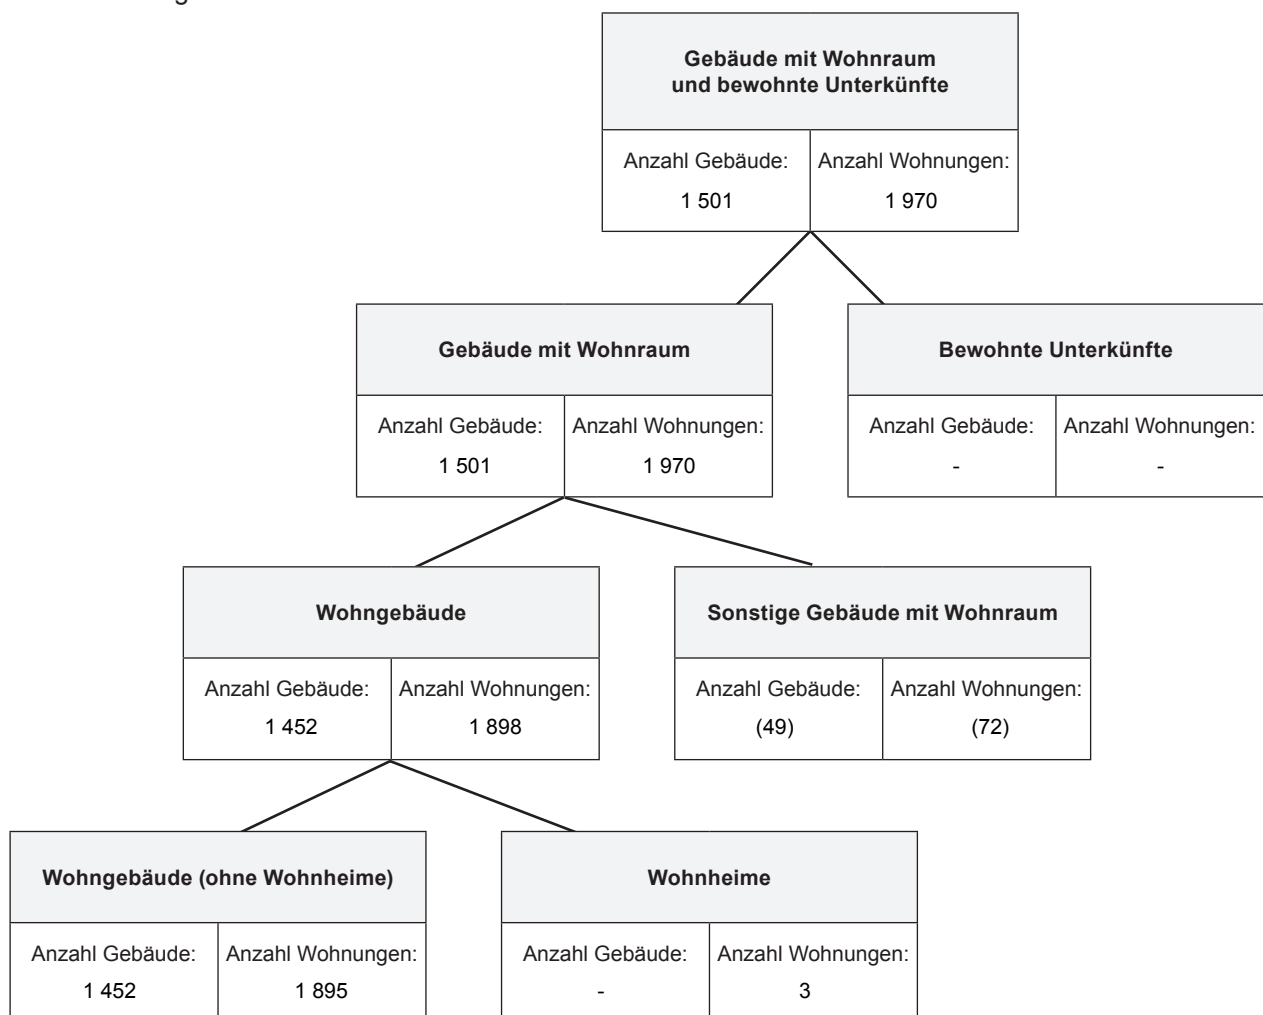 Gebäude mit Wohnraum
und bewohnte Unterkünfte
Anzahl Gebäude:
1 501
Anzahl Wohnungen:
1 970
Gebäude mit Wohnraum
Anzahl Gebäude:
1 501
Anzahl Wohnungen:
1 970
Bewohnte Unterkünfte
Anzahl Gebäude:
-
Anzahl Wohnungen:
-
Wohngebäude
Anzahl Gebäude:
1 452
Anzahl Wohnungen:
1 898
Sonstige Gebäude mit Wohnraum
Anzahl Gebäude:
(49)
Anzahl Wohnungen:
(72)
Wohngebäude (ohne Wohnheime)
Anzahl Gebäude:
1 452
Anzahl Wohnungen:
1 895
Wohnheime
Anzahl Gebäude:
-
Anzahl Wohnungen:
3